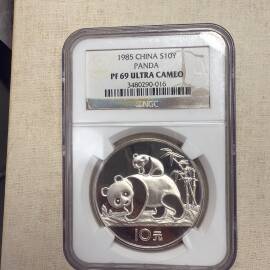 1985 CHINA S10Y
PANDA
PF 69 ULTRA CAMEO
3480290-016
NGC
10元